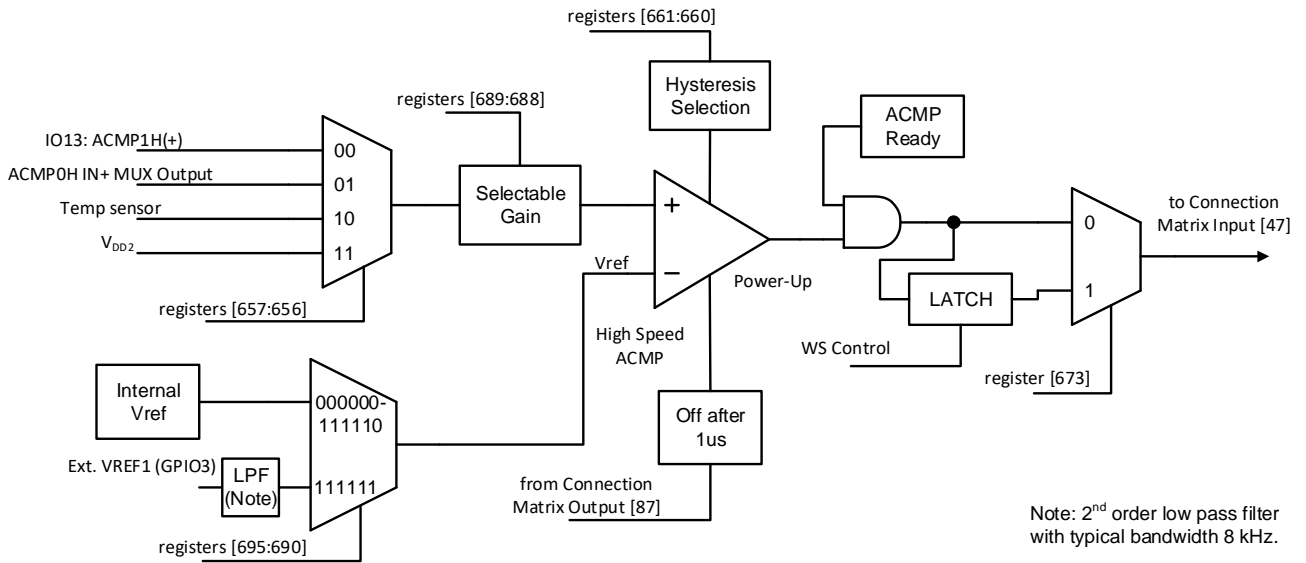 registers [661:660]
Hysteresis
Selection
registers [689:688]
ACMP
Ready
IO13: ACMP1H(+)
00
ACMP0H IN+ MUX Output
01
Temp sensor
10
VDD2
11
Selectable
Gain
+
−
Vref
registers [657:656]
High Speed
ACMP
Power-Up
0
1
to Connection
Matrix Input [47]
LATCH
WS Control
register [673]
Internal
Vref
000000-
111110
Ext. VREF1 (GPIO3)
LPF
(Note)
111111
registers [695:690]
Off after
1us
from Connection
Matrix Output [87]
Note: 2nd order low pass filter
with typical bandwidth 8 kHz.